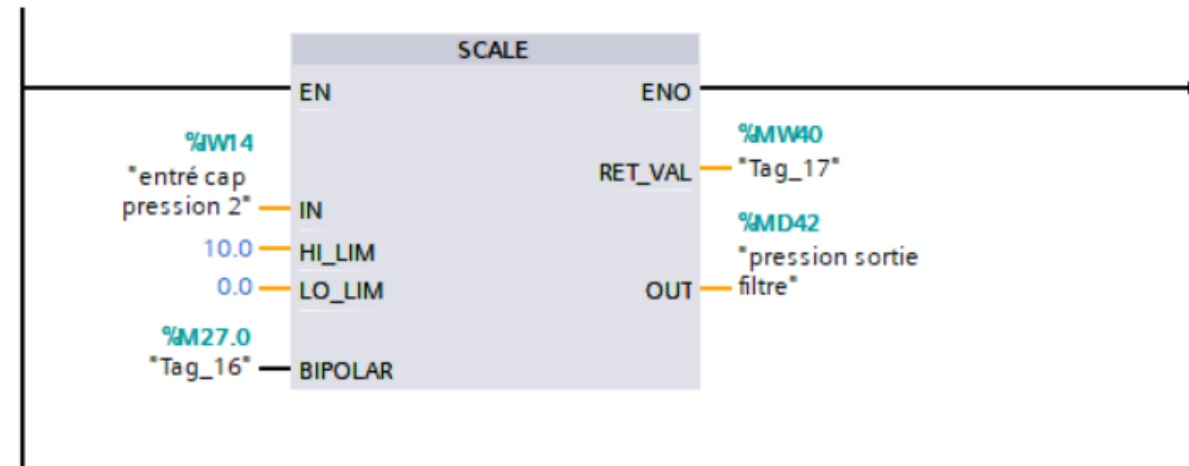 SCALE
EN
ENO
%IW14
"entré cap
pression 2"
IN
10.0
HI_LIM
0.0
LO_LIM
%M27.0
"Tag_16"
BIPOLAR
%MW40
RET_VAL
"Tag_17"
%MD42
"pression sortie
OUT
filtre"